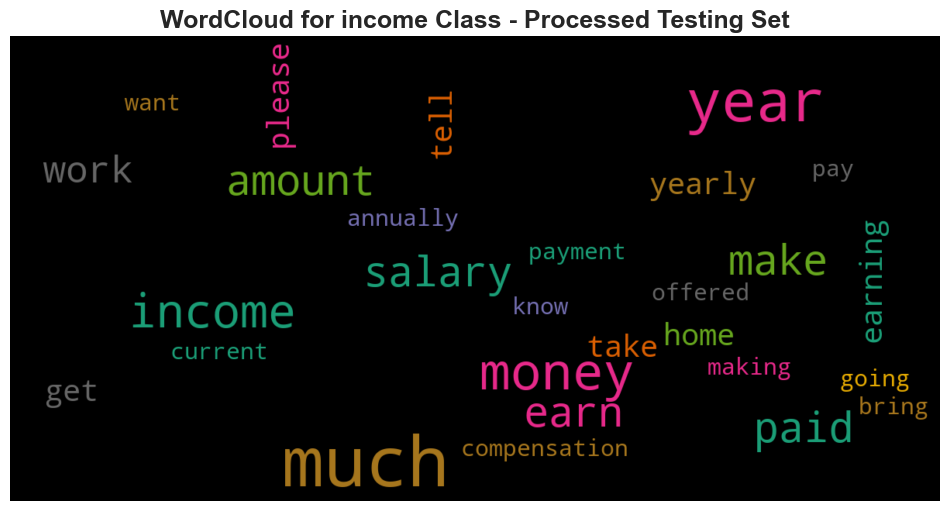 WordCloud for income Class - Processed Testing Set
please
want
tell
year
work
amount
yearly
pay
annually
salary
payment
make
earning
income
know
offered
current
take
home
money
making
going
get
earn
bring
paid
much
compensation